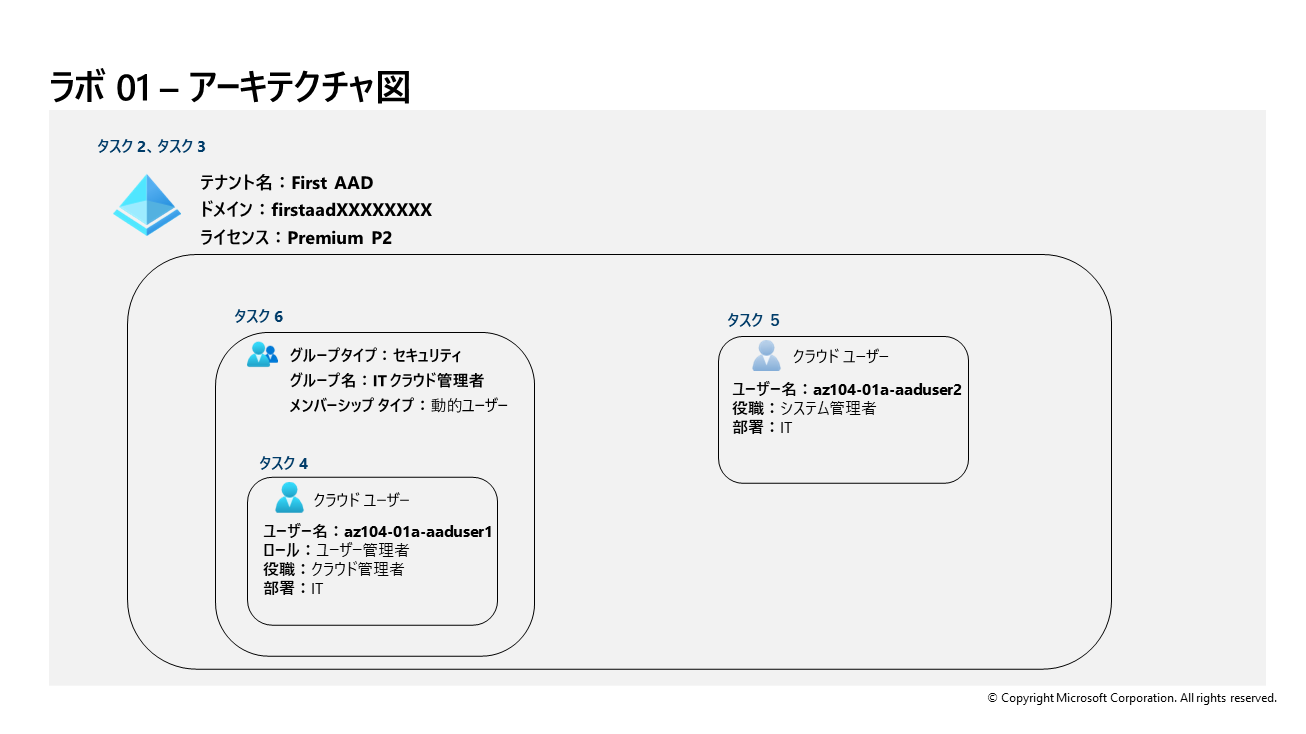 ラボ 01 – アーキテクチャ図
タスク 2、タスク 3
テナント名：First AAD
ドメイン：firstaadXXXXXXXX
ライセンス：Premium P2
タスク 6
グループタイプ：セキュリティ
グループ名：IT クラウド管理者
メンバーシップ タイプ：動的ユーザー
タスク 4
クラウド ユーザー
ユーザー名：az104-01a-aaduser1
ロール：ユーザー管理者
役職：クラウド管理者
部署：IT
タスク 5
クラウド ユーザー
ユーザー名：az104-01a-aaduser2
役職：システム管理者
部署：IT
© Copyright Microsoft Corporation. All rights reserved.